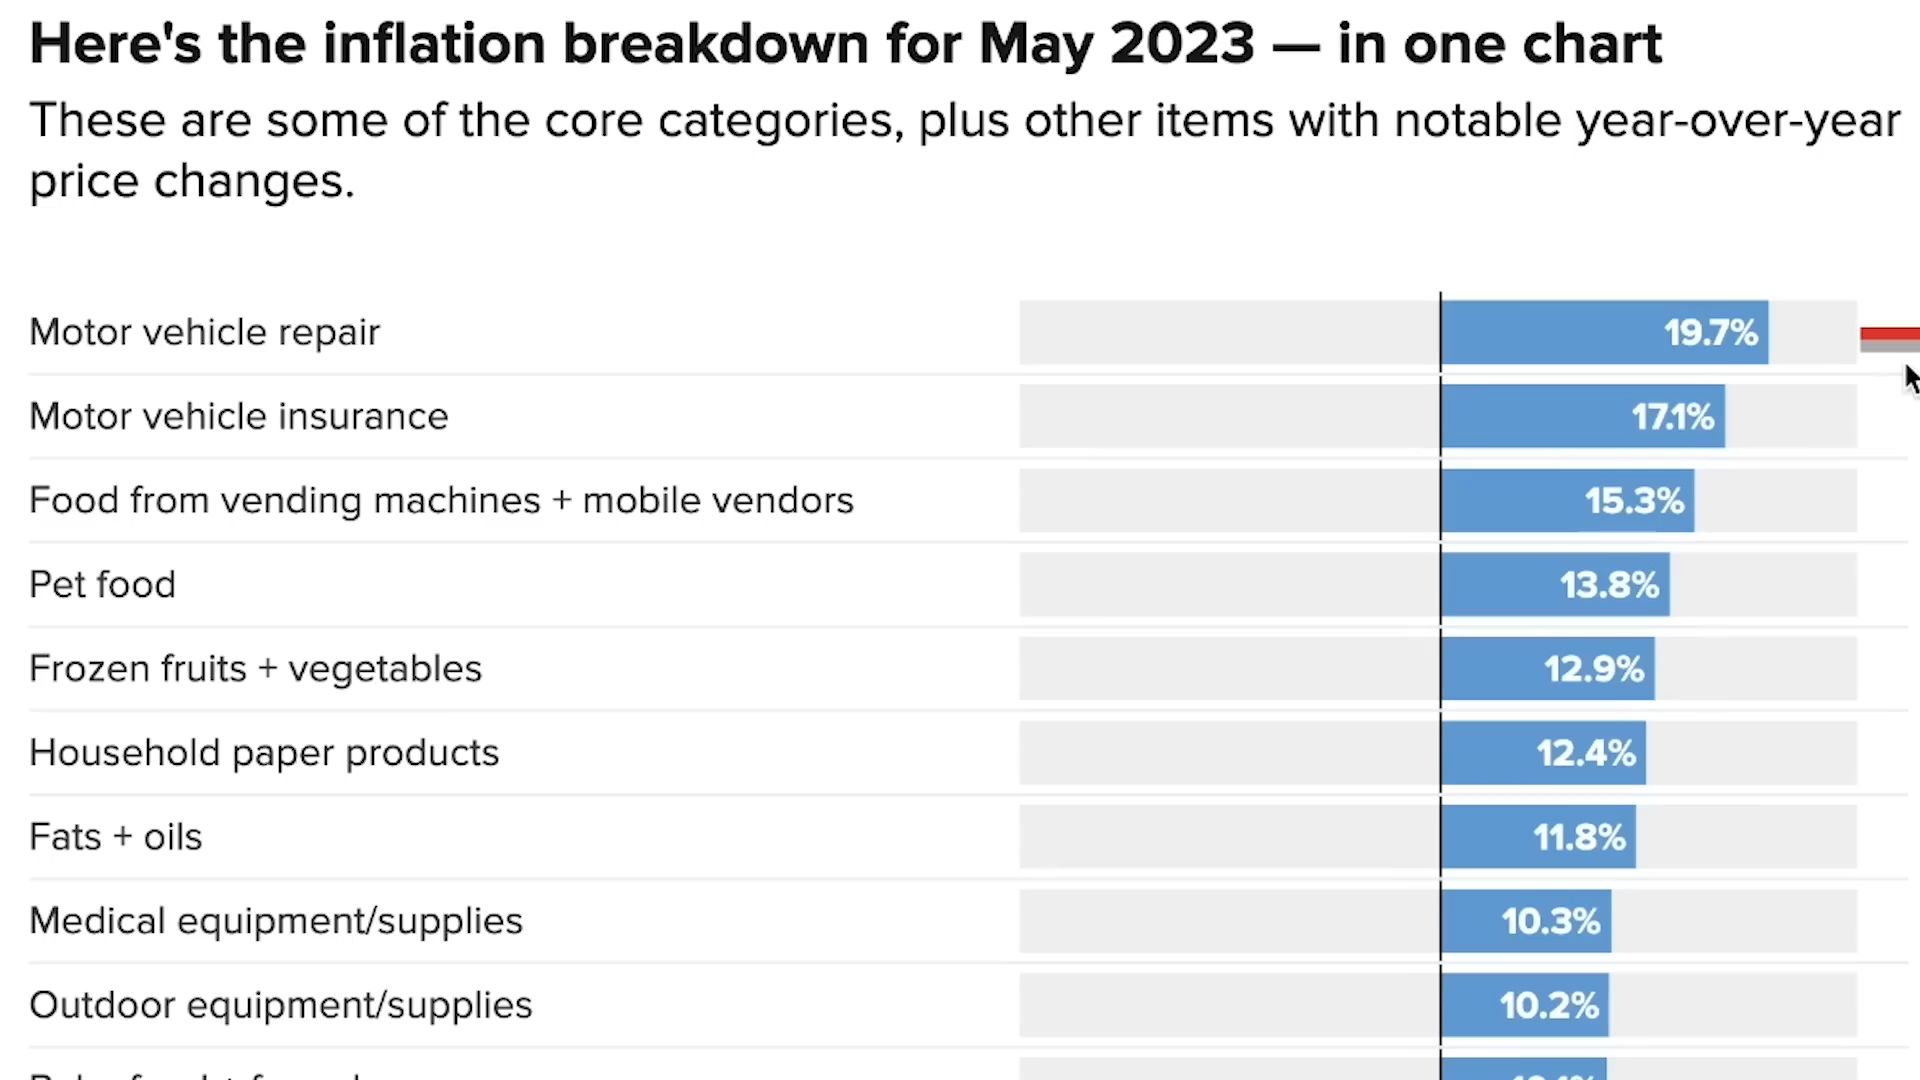 Here's the inflation breakdown for May 2023 — in one chart
These are some of the core categories, plus other items with notable year-over-year
price changes.
Motor vehicle repair 19.7%
Motor vehicle insurance 17.1%
Food from vending machines + mobile vendors 15.3%
Pet food 13.8%
Frozen fruits + vegetables 12.9%
Household paper products 12.4%
Fats + oils 11.8%
Medical equipment/supplies 10.3%
Outdoor equipment/supplies 10.2%